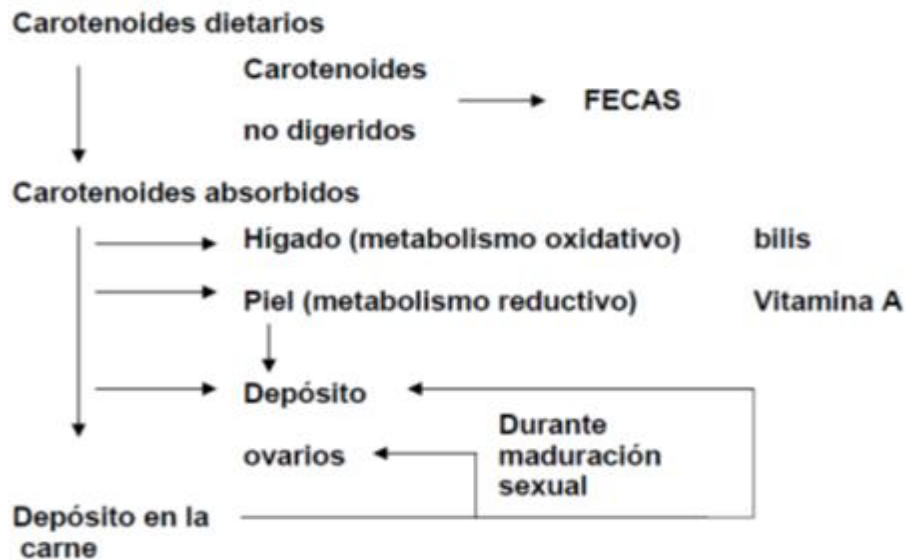 Carotenoides dietarios
Carotenoides
no digeridos
FECAS
Carotenoides absorbidos
Hígado (metabolismo oxidativo) bilis
Piel (metabolismo reductivo) Vitamina A
Depósito
ovarios
Durante
maduración
sexual
Depósito en la
carne